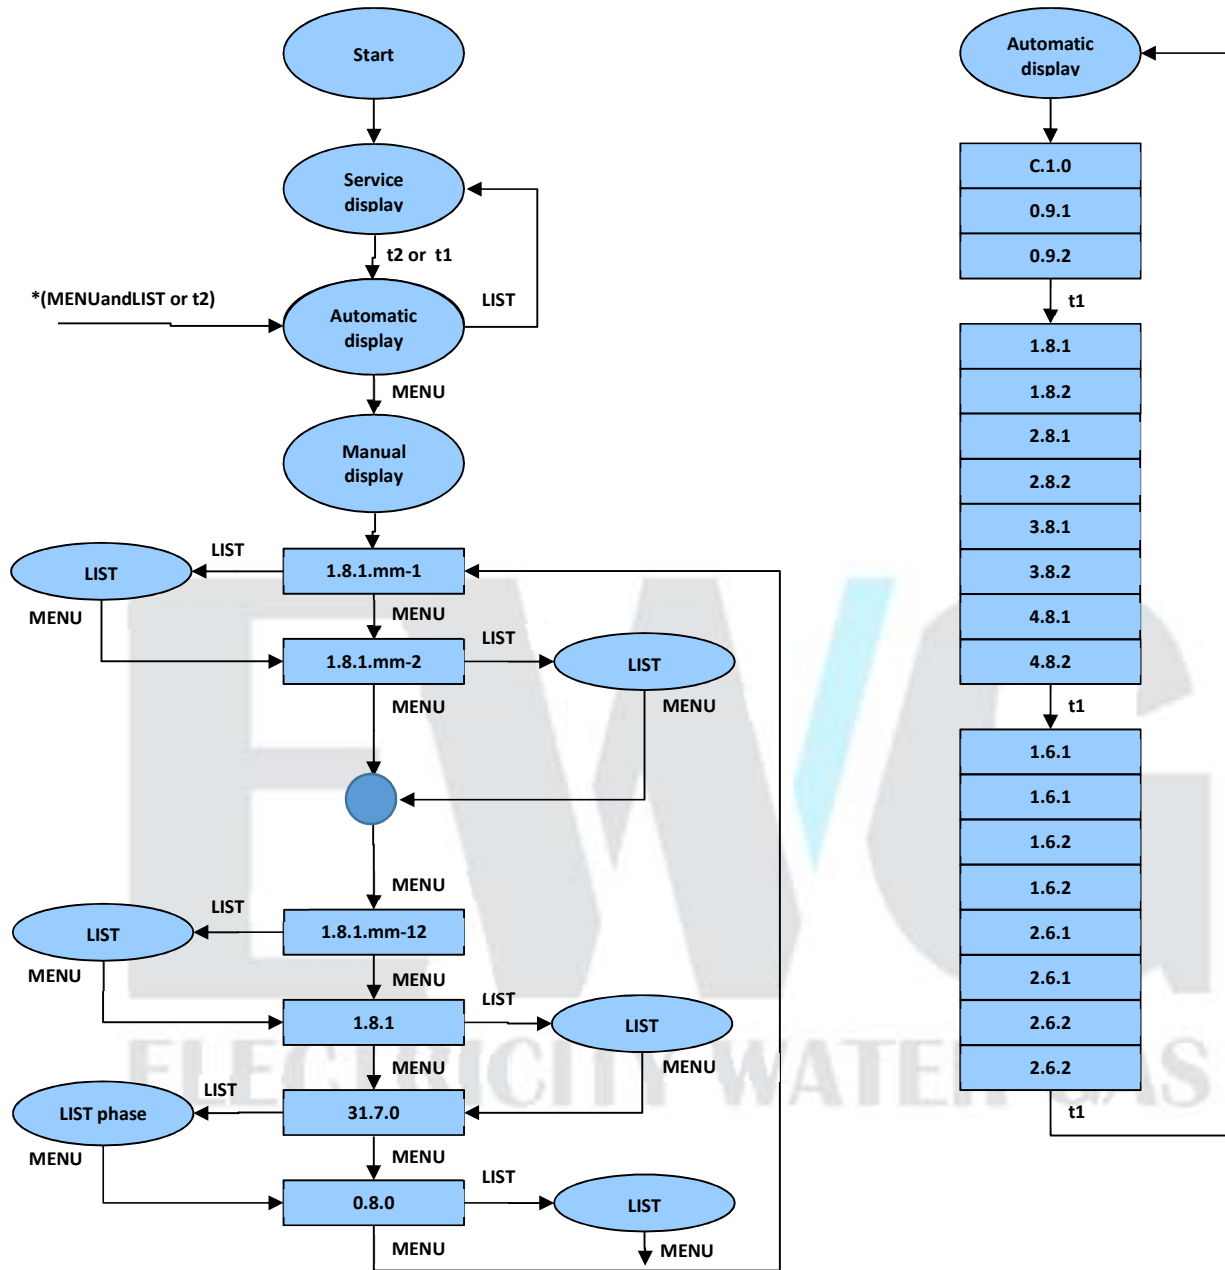 Start
Service
display
t2 or t1
*(MENUandLIST or t2)
Automatic
display
LIST
MENU
Manual
display
LIST
1.8.1.mm-1
LIST
MENU
MENU
1.8.1.mm-2
LIST
LIST
MENU
MENU
MENU
LIST
1.8.1.mm-12
LIST
MENU
MENU
1.8.1
LIST
LIST
MENU
MENU
LIST phase
LIST
31.7.0
MENU
MENU
0.8.0
LIST
LIST
MENU
MENU
Automatic
display
C.1.0
0.9.1
0.9.2
t1
1.8.1
1.8.2
2.8.1
2.8.2
3.8.1
3.8.2
4.8.1
4.8.2
t1
1.6.1
1.6.1
1.6.2
1.6.2
2.6.1
2.6.1
2.6.2
2.6.2
t1
EWG
ELECTRICITY WATER GAS